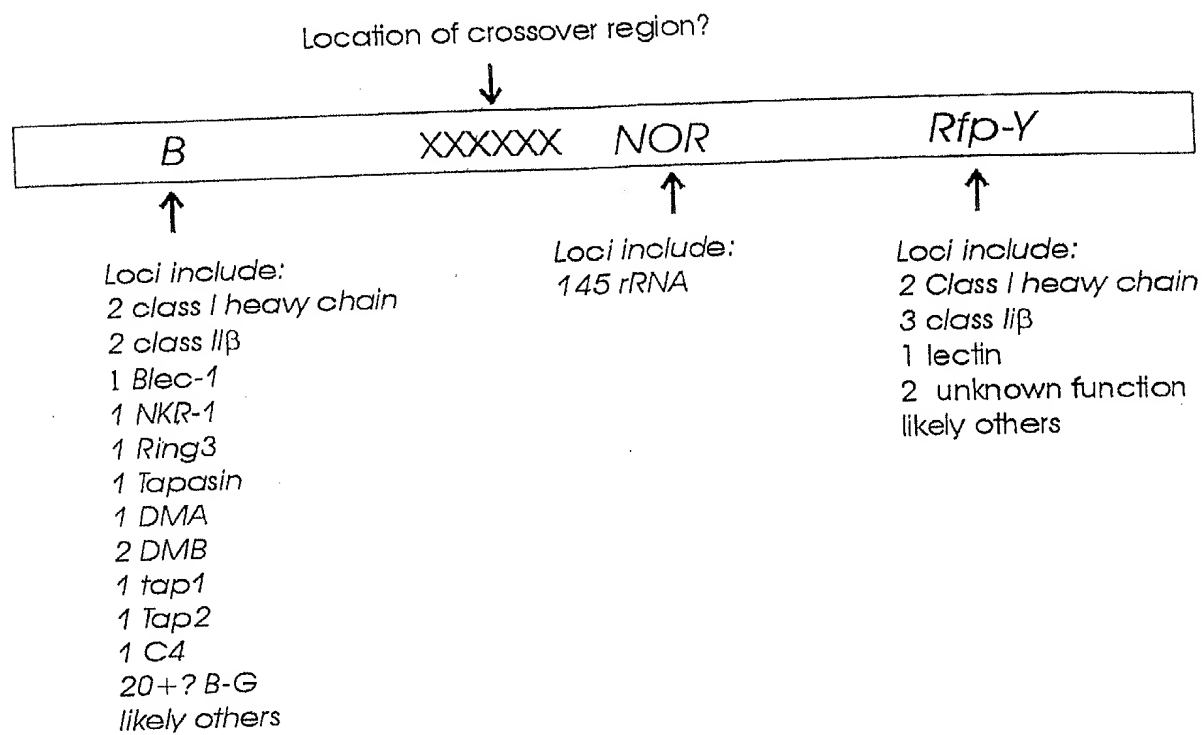 Location of crossover region?
B XXXXXX NOR Rfp-Y
Loci include:
2 class I heavy chain
2 class IIβ
1 Blec-1
1 NKR-1
1 Ring3
1 Tapasin
1 DMA
2 DMB
1 tap1
1 Tap2
1 C4
20+? B-G
likely others
Loci include:
145 rRNA
Loci include:
2 Class I heavy chain
3 class Iiβ
1 lectin
2 unknown function
likely others